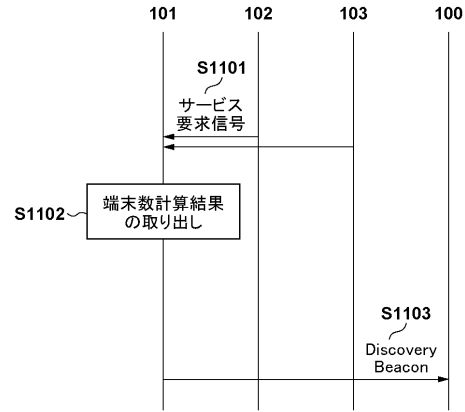 101 102 103 100
S1101
サービス
要求信号
S1102
端末数計算結果
の取り出し
S1103
Discovery
Beacon